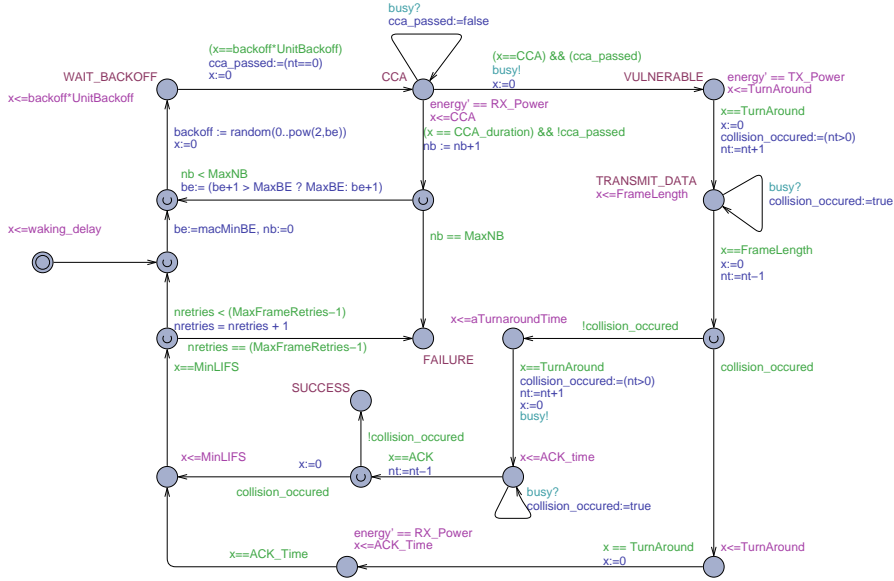 busy?
cca_passed:=false
(x==backoff*UnitBackoff)
cca_passed:=(nt==0)
x:=0
WAIT_BACKOFF
x<=backoff*UnitBackoff
CCA
(x==CCA) && (cca_passed)
busy!
x:=0
VULNERABLE
energy' == TX_Power
x<=TurnAround
energy' == RX_Power
x<=CCA
(x == CCA_duration) && !cca_passed
nb := nb+1
x==TurnAround
x:=0
collision_occured:=(nt>0)
nt:=nt+1
backoff := random(0..pow(2,be))
x:=0
nb < MaxNB
be:= (be+1 > MaxBE ? MaxBE: be+1)
TRANSMIT_DATA
x<=FrameLength
busy?
collision_occured:=true
x<=waking_delay
be:=macMinBE, nb:=0
nb == MaxNB
x==FrameLength
x:=0
nt:=nt−1
nretries < (MaxFrameRetries−1)
nretries = nretries + 1
nretries == (MaxFrameRetries−1)
x<=aTurnaroundTime
!collision_occured
FAILURE
x==MinLIFS
x==TurnAround
collision_occured:=(nt>0)
nt:=nt+1
x:=0
busy!
collision_occured
SUCCESS
!collision_occured
x<=MinLIFS
x:=0
x==ACK
nt:=nt−1
x<=ACK_time
collision_occured
busy?
collision_occured:=true
energy' == RX_Power
x<=ACK_Time
x==ACK_Time
x == TurnAround
x:=0
x<=TurnAround